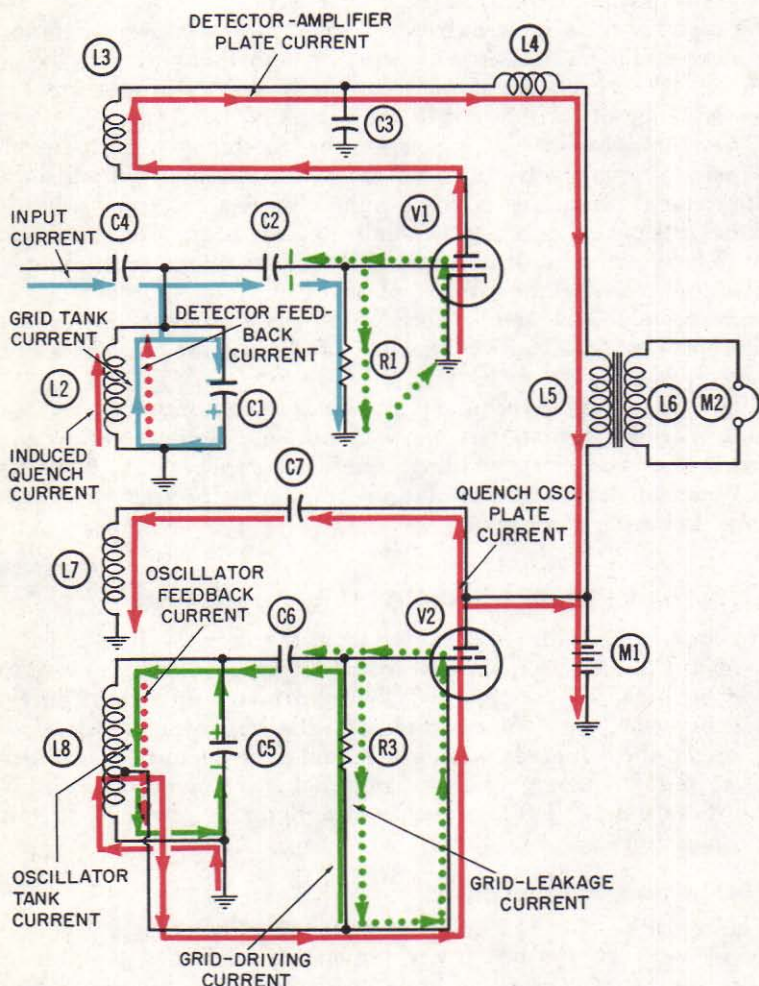 DETECTOR-AMPLIFIER
PLATE CURRENT
L3
L4
C3
V1
INPUT
CURRENT
C4
C2
GRID TANK
CURRENT
DETECTOR FEED-
BACK
CURRENT
R1
L2
C1
L5
L6
M2
INDUCED
QUENCH
CURRENT
C7
QUENCH OSC.
PLATE
CURRENT
L7
OSCILLATOR
FEEDBACK
CURRENT
C6
V2
M1
L8
C5
R3
OSCILLATOR
TANK
CURRENT
GRID-LEAKAGE
CURRENT
GRID-DRIVING
CURRENT